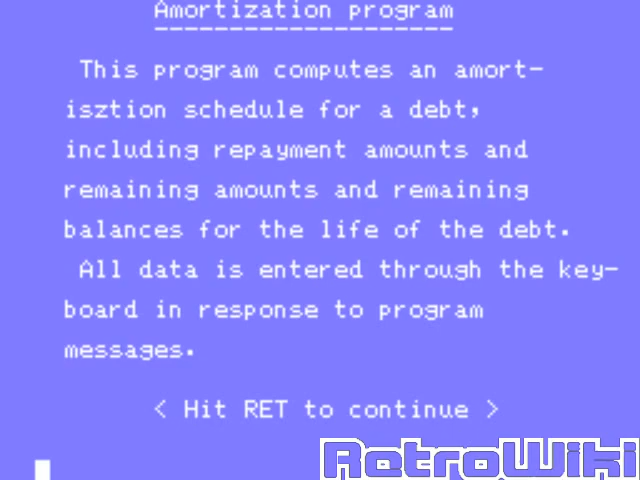 Amortization program
--------------------
This program computes an amort-
isztion schedule for a debt,
including repayment amounts and
remaining amounts and remaining
balances for the life of the debt.
All data is entered through the key-
board in response to program
messages.
< Hit RET to continue >
RetroWiki